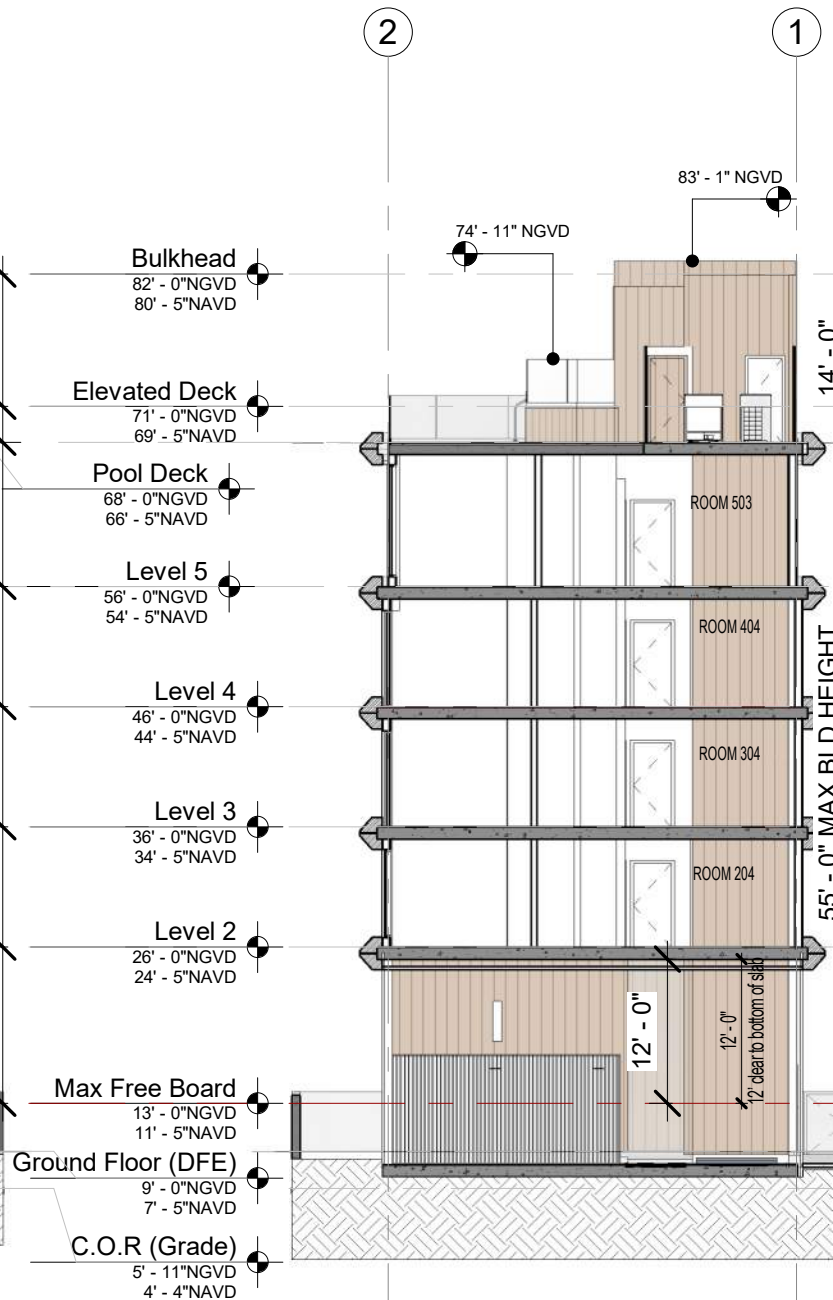 2
1
83' - 1" NGVD
74' - 11" NGVD
Bulkhead
82' - 0"NGVD
80' - 5"NAVD
14' - 0"
Elevated Deck
71' - 0"NGVD
69' - 5"NAVD
Pool Deck
68' - 0"NGVD
66' - 5"NAVD
ROOM 503
Level 5
56' - 0"NGVD
54' - 5"NAVD
ROOM 404
Level 4
46' - 0"NGVD
44' - 5"NAVD
ROOM 304
55' - 0" MAX BLD HEIGHT
Level 3
36' - 0"NGVD
34' - 5"NAVD
ROOM 204
Level 2
26' - 0"NGVD
24' - 5"NAVD
12' - 0"
12' - 0"
12' clear to bottom of slab
Max Free Board
13' - 0"NGVD
11' - 5"NAVD
Ground Floor (DFE)
9' - 0"NGVD
7' - 5"NAVD
C.O.R (Grade)
5' - 11"NGVD
4' - 4"NAVD